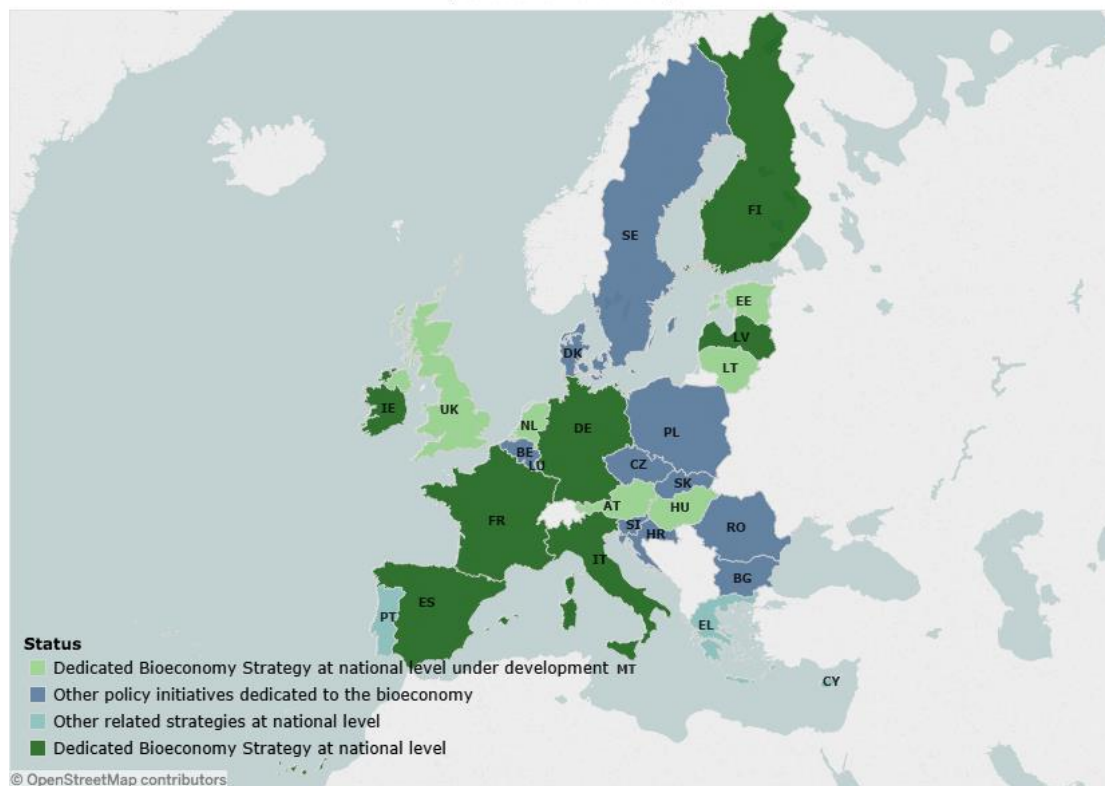 FI
SE
EE
LV
DK
LT
IE
UK
NL
DE
PL
BE
LU
CZ
SK
AT
HU
FR
SI
HR
RO
IT
BG
ES
PT
EL
Status
Dedicated Bioeconomy Strategy at national level under development
MT
CY
Other policy initiatives dedicated to the bioeconomy
Other related strategies at national level
Dedicated Bioeconomy Strategy at national level
© OpenStreetMap contributors